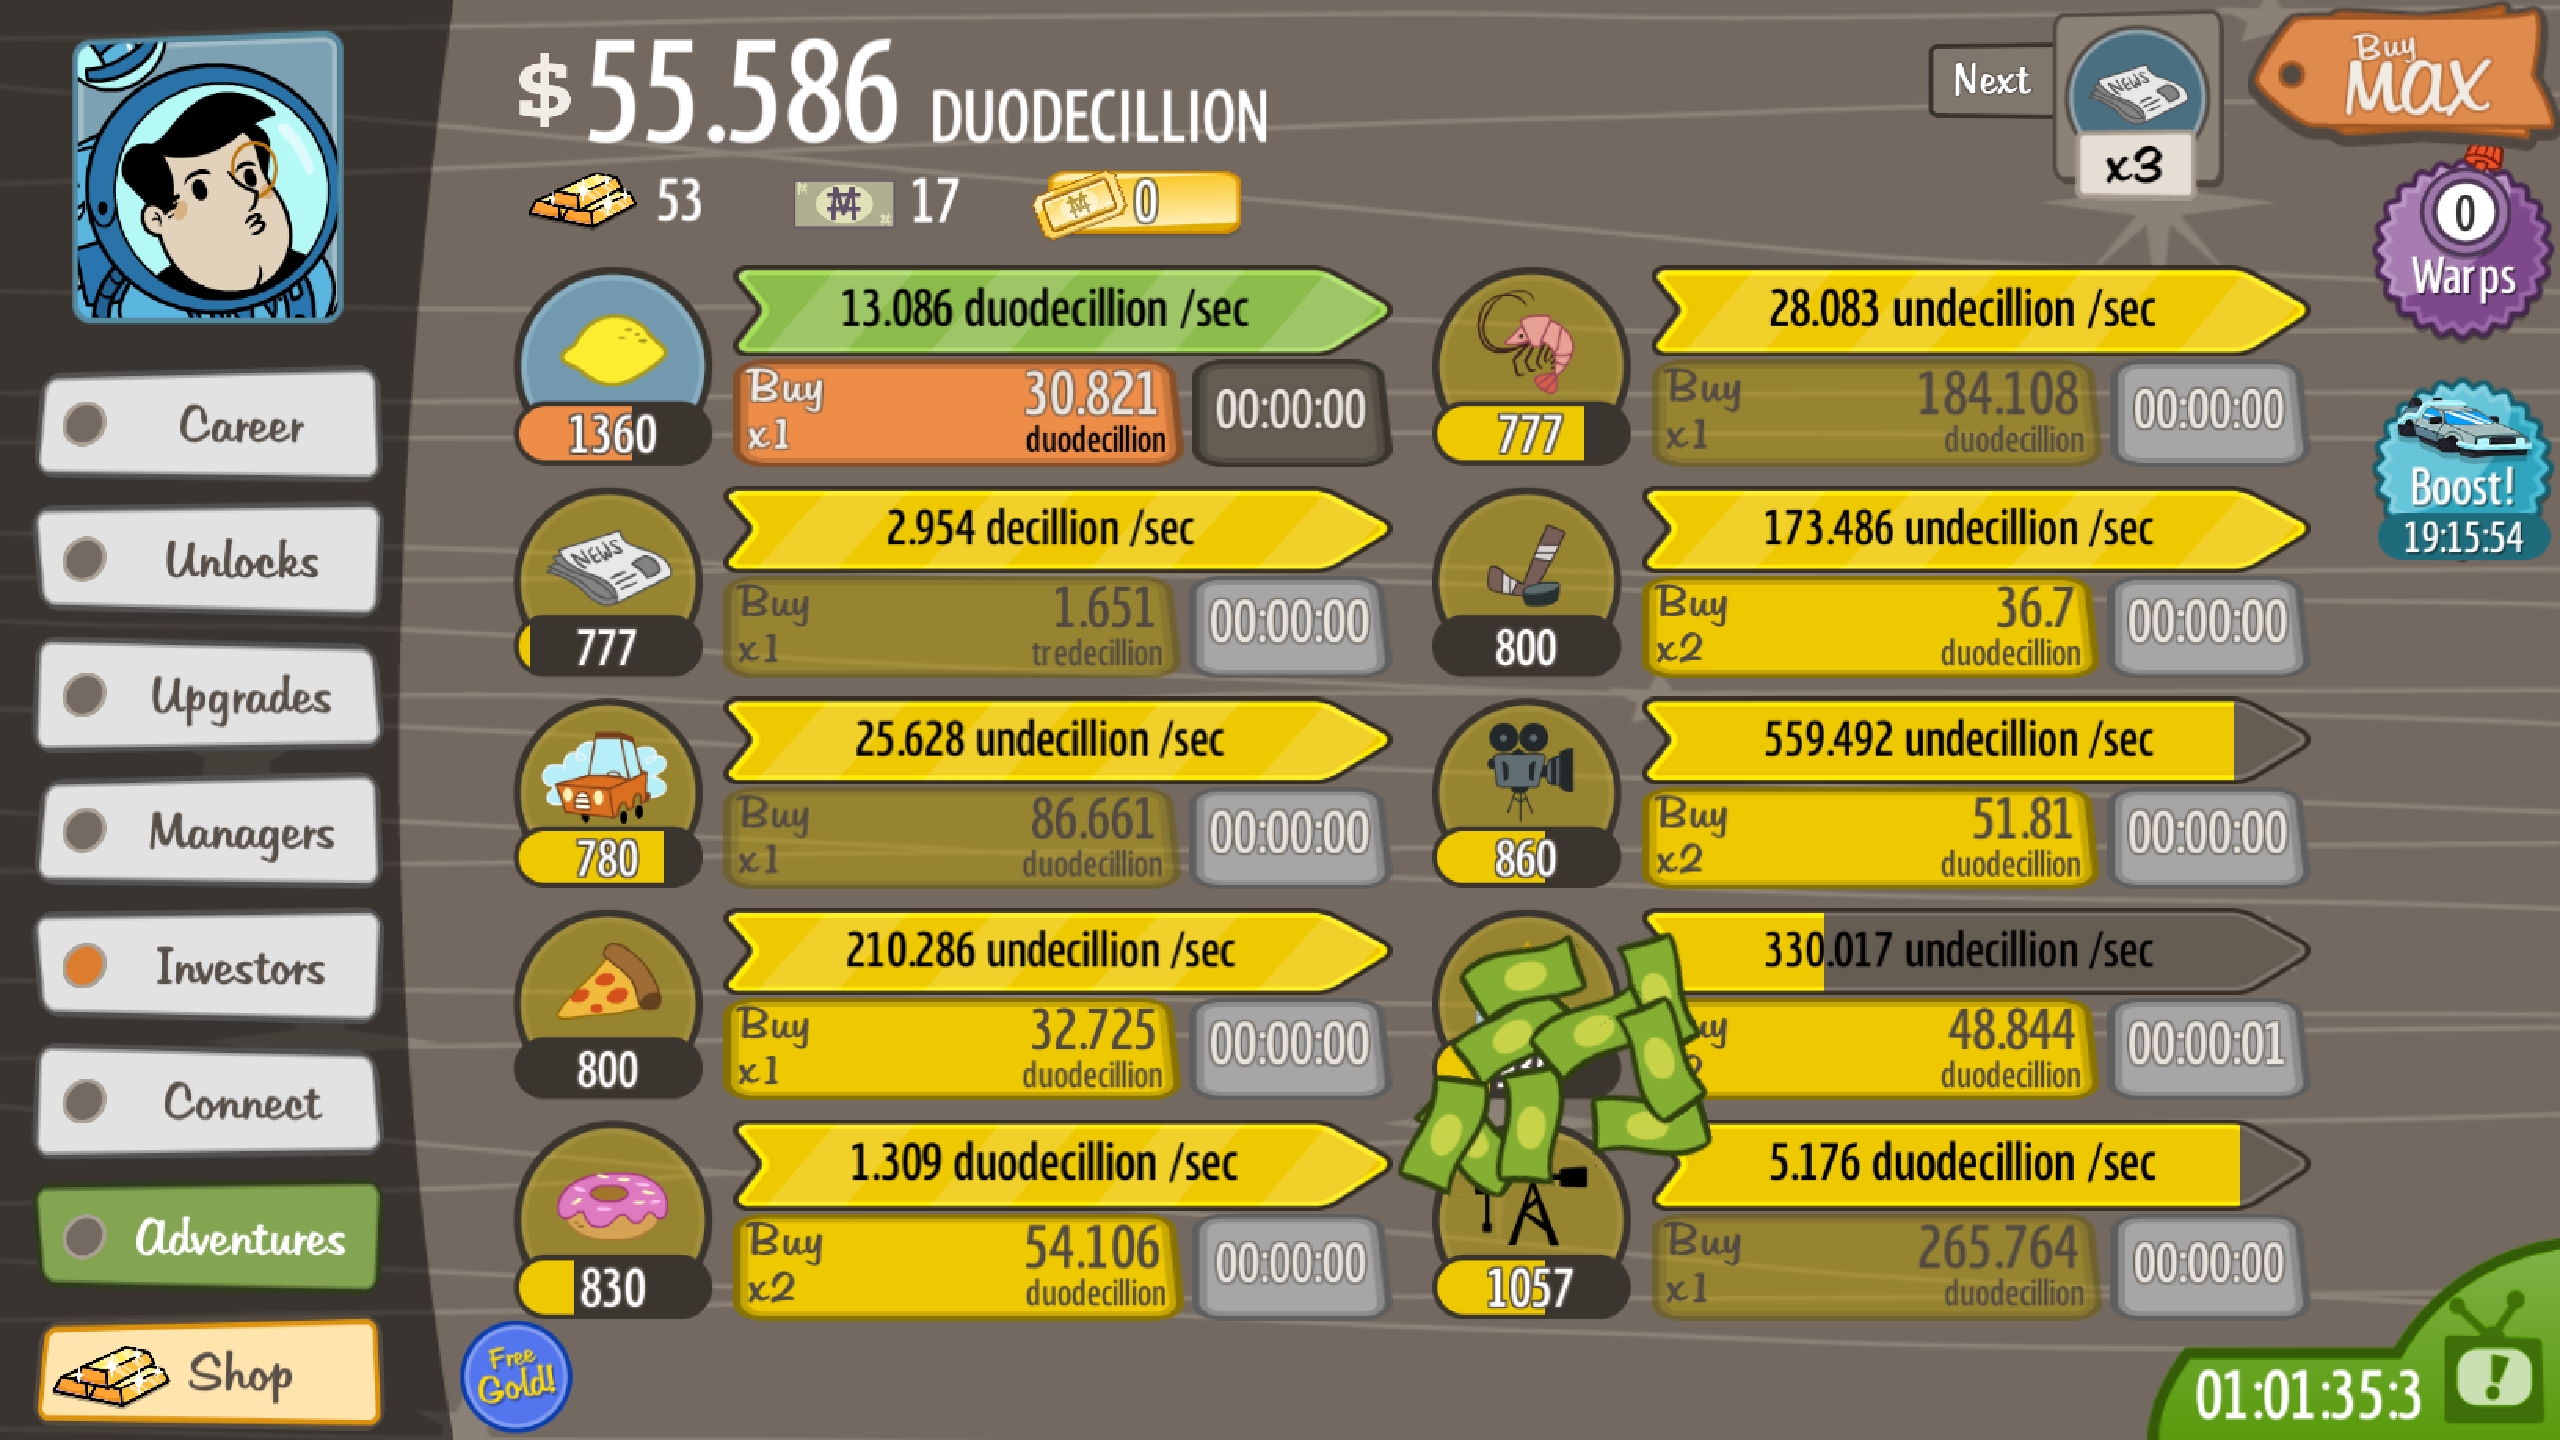 $55.586 DUODECILLION
53
17
0
Next
NEWS
x3
Buy
MAX
0
Warps
Boost!
19:15:54
Career
Unlocks
Upgrades
Managers
Investors
Connect
Adventures
Shop
13.086 duodecillion /sec
1360
Buy x1
30.821 duodecillion
00:00:00
NEWS
2.954 decillion /sec
777
Buy x1
1.651 tredecillion
00:00:00
25.628 undecillion /sec
780
Buy x1
86.661 duodecillion
00:00:00
210.286 undecillion /sec
800
Buy x1
32.725 duodecillion
00:00:00
1.309 duodecillion /sec
830
Buy x2
54.106 duodecillion
00:00:00
28.083 undecillion /sec
777
Buy x1
184.108 duodecillion
00:00:00
173.486 undecillion /sec
800
Buy x2
36.7 duodecillion
00:00:00
559.492 undecillion /sec
860
Buy x2
51.81 duodecillion
00:00:00
330.017 undecillion /sec
48.844 duodecillion
00:00:01
5.176 duodecillion /sec
1057
Buy x1
265.764 duodecillion
00:00:00
Free
Gold!
01:01:35:3